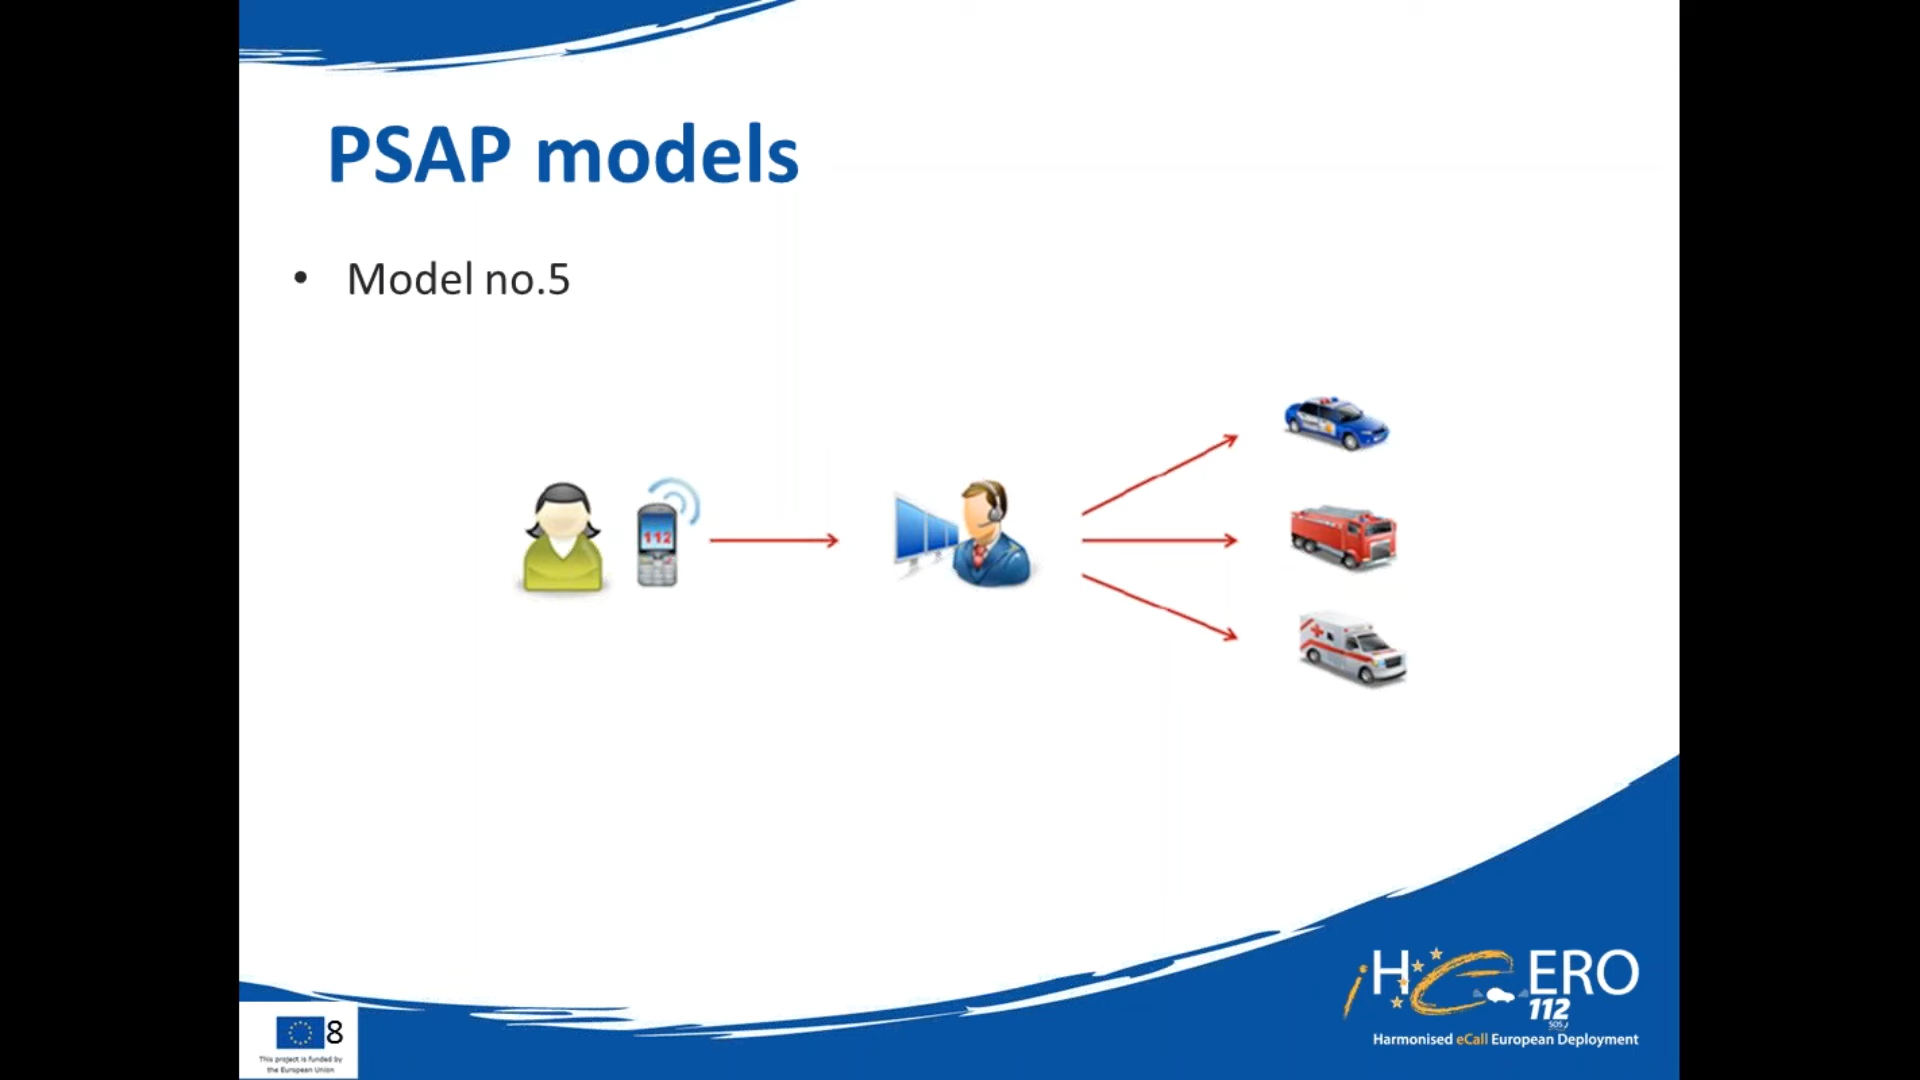 PSAP models
• Model no.5
112
iHeERO
112
SOS
Harmonised eCall European Deployment
8
This project is funded by
the European Union